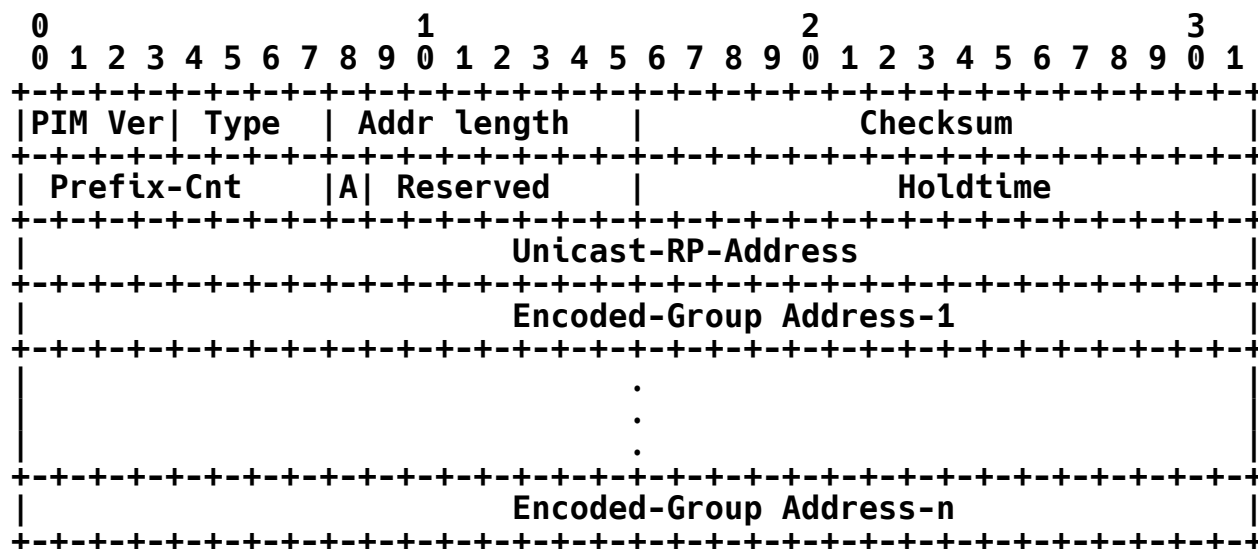 0                   1                   2                   3
 0 1 2 3 4 5 6 7 8 9 0 1 2 3 4 5 6 7 8 9 0 1 2 3 4 5 6 7 8 9 0 1
+-+-+-+-+-+-+-+-+-+-+-+-+-+-+-+-+-+-+-+-+-+-+-+-+-+-+-+-+-+-+-+-+
|PIM Ver| Type  | Addr length   |           Checksum            |
+-+-+-+-+-+-+-+-+-+-+-+-+-+-+-+-+-+-+-+-+-+-+-+-+-+-+-+-+-+-+-+-+
| Prefix-Cnt    |A| Reserved    |             Holdtime          |
+-+-+-+-+-+-+-+-+-+-+-+-+-+-+-+-+-+-+-+-+-+-+-+-+-+-+-+-+-+-+-+-+
|                         Unicast-RP-Address                    |
+-+-+-+-+-+-+-+-+-+-+-+-+-+-+-+-+-+-+-+-+-+-+-+-+-+-+-+-+-+-+-+-+
|                         Encoded-Group Address-1               |
+-+-+-+-+-+-+-+-+-+-+-+-+-+-+-+-+-+-+-+-+-+-+-+-+-+-+-+-+-+-+-+-+
|                               .                               |
|                               .                               |
|                               .                               |
+-+-+-+-+-+-+-+-+-+-+-+-+-+-+-+-+-+-+-+-+-+-+-+-+-+-+-+-+-+-+-+-+
|                         Encoded-Group Address-n               |
+-+-+-+-+-+-+-+-+-+-+-+-+-+-+-+-+-+-+-+-+-+-+-+-+-+-+-+-+-+-+-+-+